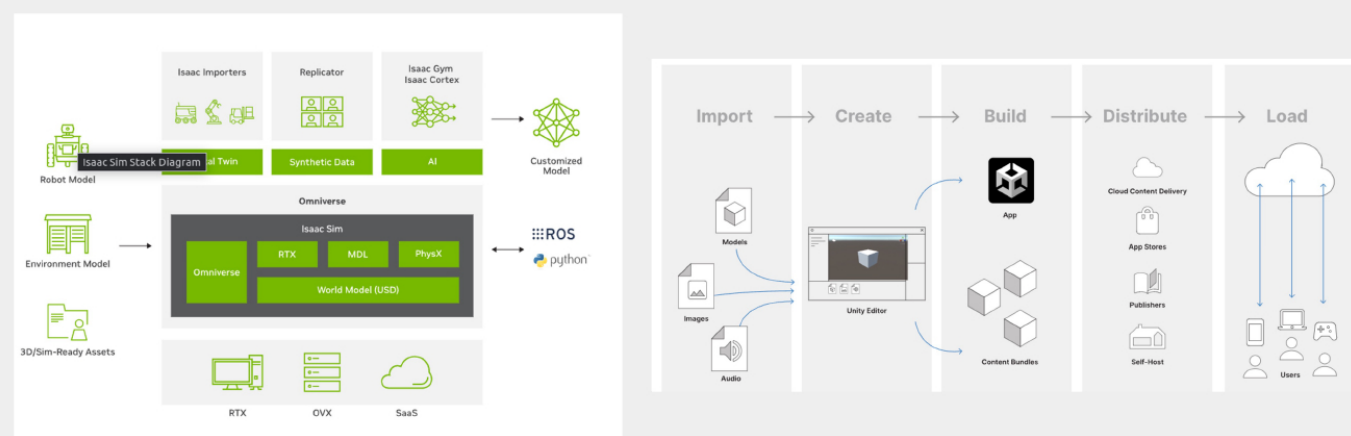 Isaac Importers
Replicator
Isaac Gym
Isaac Cortex
Robot Model
Isaac Sim Stack Diagram
al Twin
Synthetic Data
AI
Customized
Model
Omniverse
Isaac Sim
Environment Model
Omniverse
RTX
MDL
PhysX
World Model (USD)
ROS
python
3D/Sim-Ready Assets
RTX
OVX
SaaS
Import
Create
Build
Distribute
Load
Models
Images
Audio
Unity Editor
App
Content Bundles
Cloud Content Delivery
App Stores
Publishers
Self-Host
Users